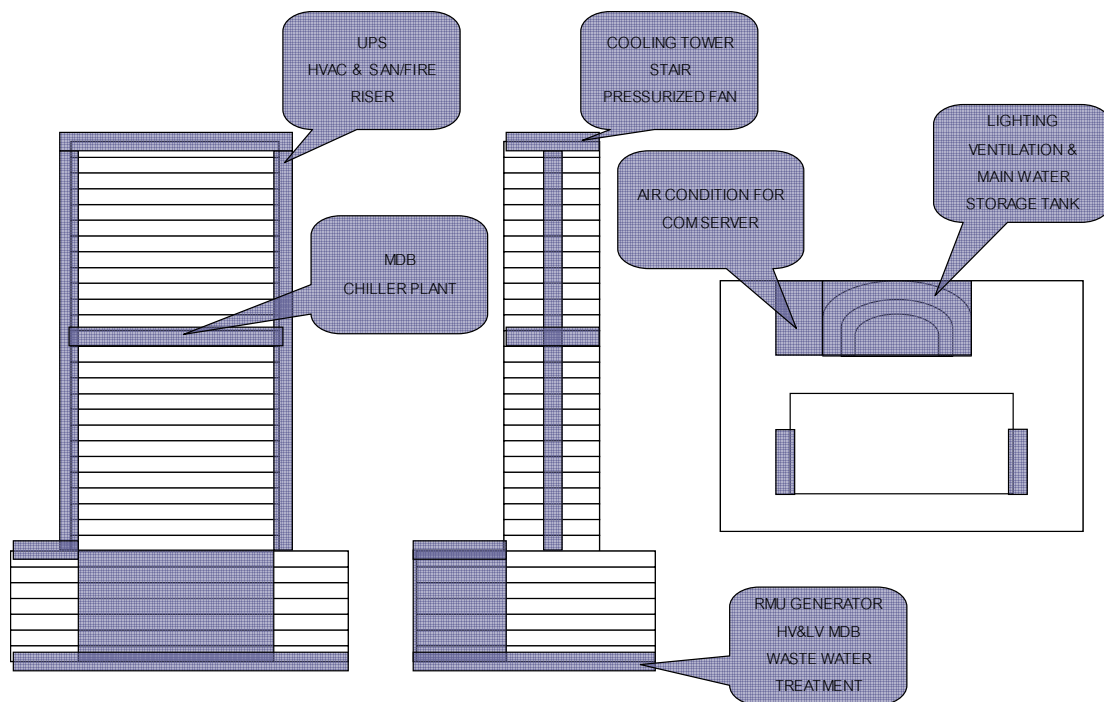 UPS
HVAC & SAN/FIRE
RISER
COOLING TOWER
STAIR
PRESSURIZED FAN
LIGHTING
VENTILATION &
MAIN WATER
STORAGE TANK
AIR CONDITION FOR
COM SERVER
MDB
CHILLER PLANT
RMU GENERATOR
HV&LV MDB
WASTE WATER
TREATMENT